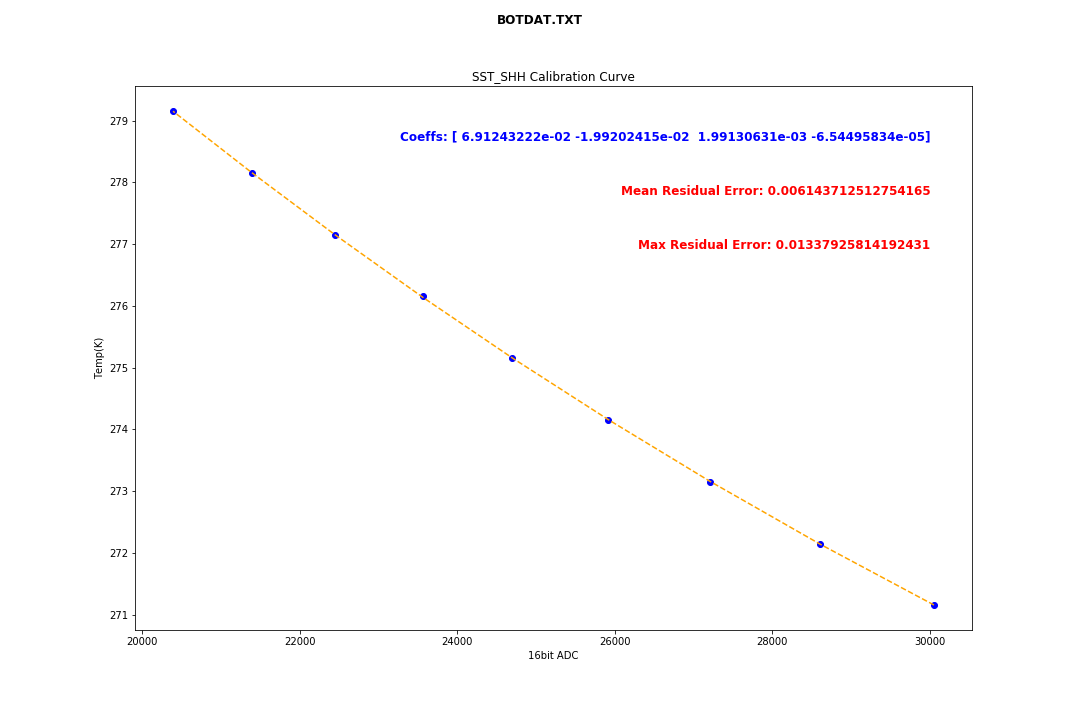 BOTDAT.TXT
SST_SHH Calibration Curve
Coeffs: [ 6.91243222e-02 -1.99202415e-02  1.99130631e-03 -6.54495834e-05]
Mean Residual Error: 0.006143712512754165
Max Residual Error: 0.01337925814192431
Temp(K)
279
278
277
276
275
274
273
272
271
20000 22000 24000 26000 28000 30000
16bit ADC